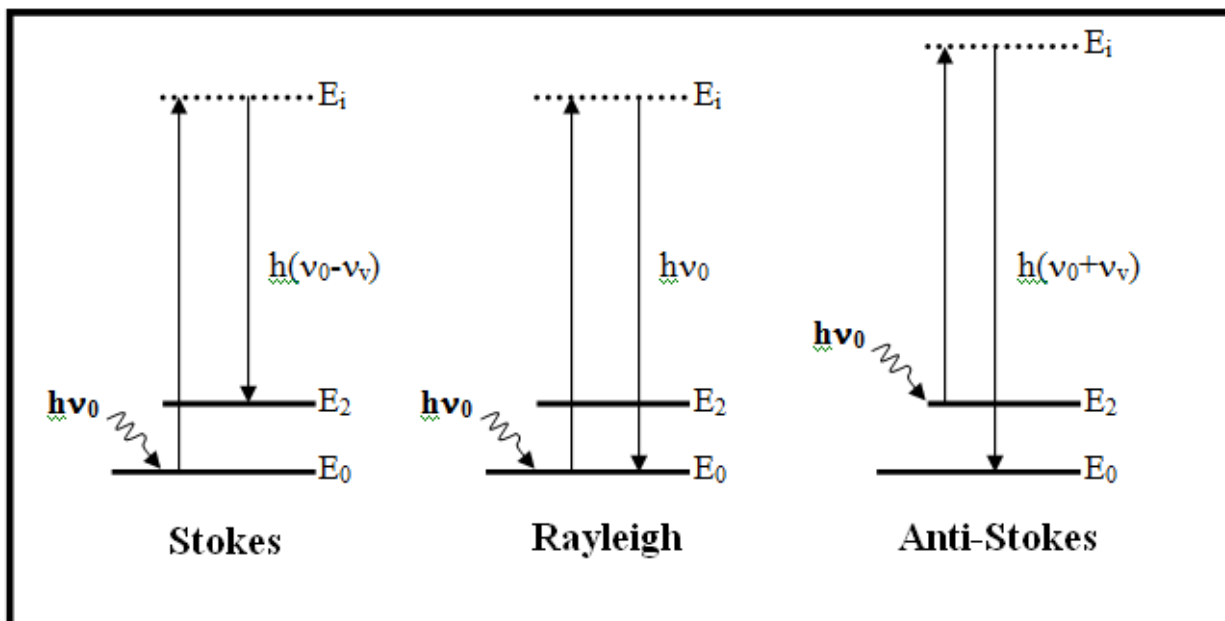 Eᵢ
Eᵢ
Eᵢ
h(ν₀-νᵥ)
hν₀
h(ν₀+νᵥ)
hν₀
hν₀
hν₀
E₂
E₂
E₂
E₀
E₀
E₀
Stokes
Rayleigh
Anti-Stokes